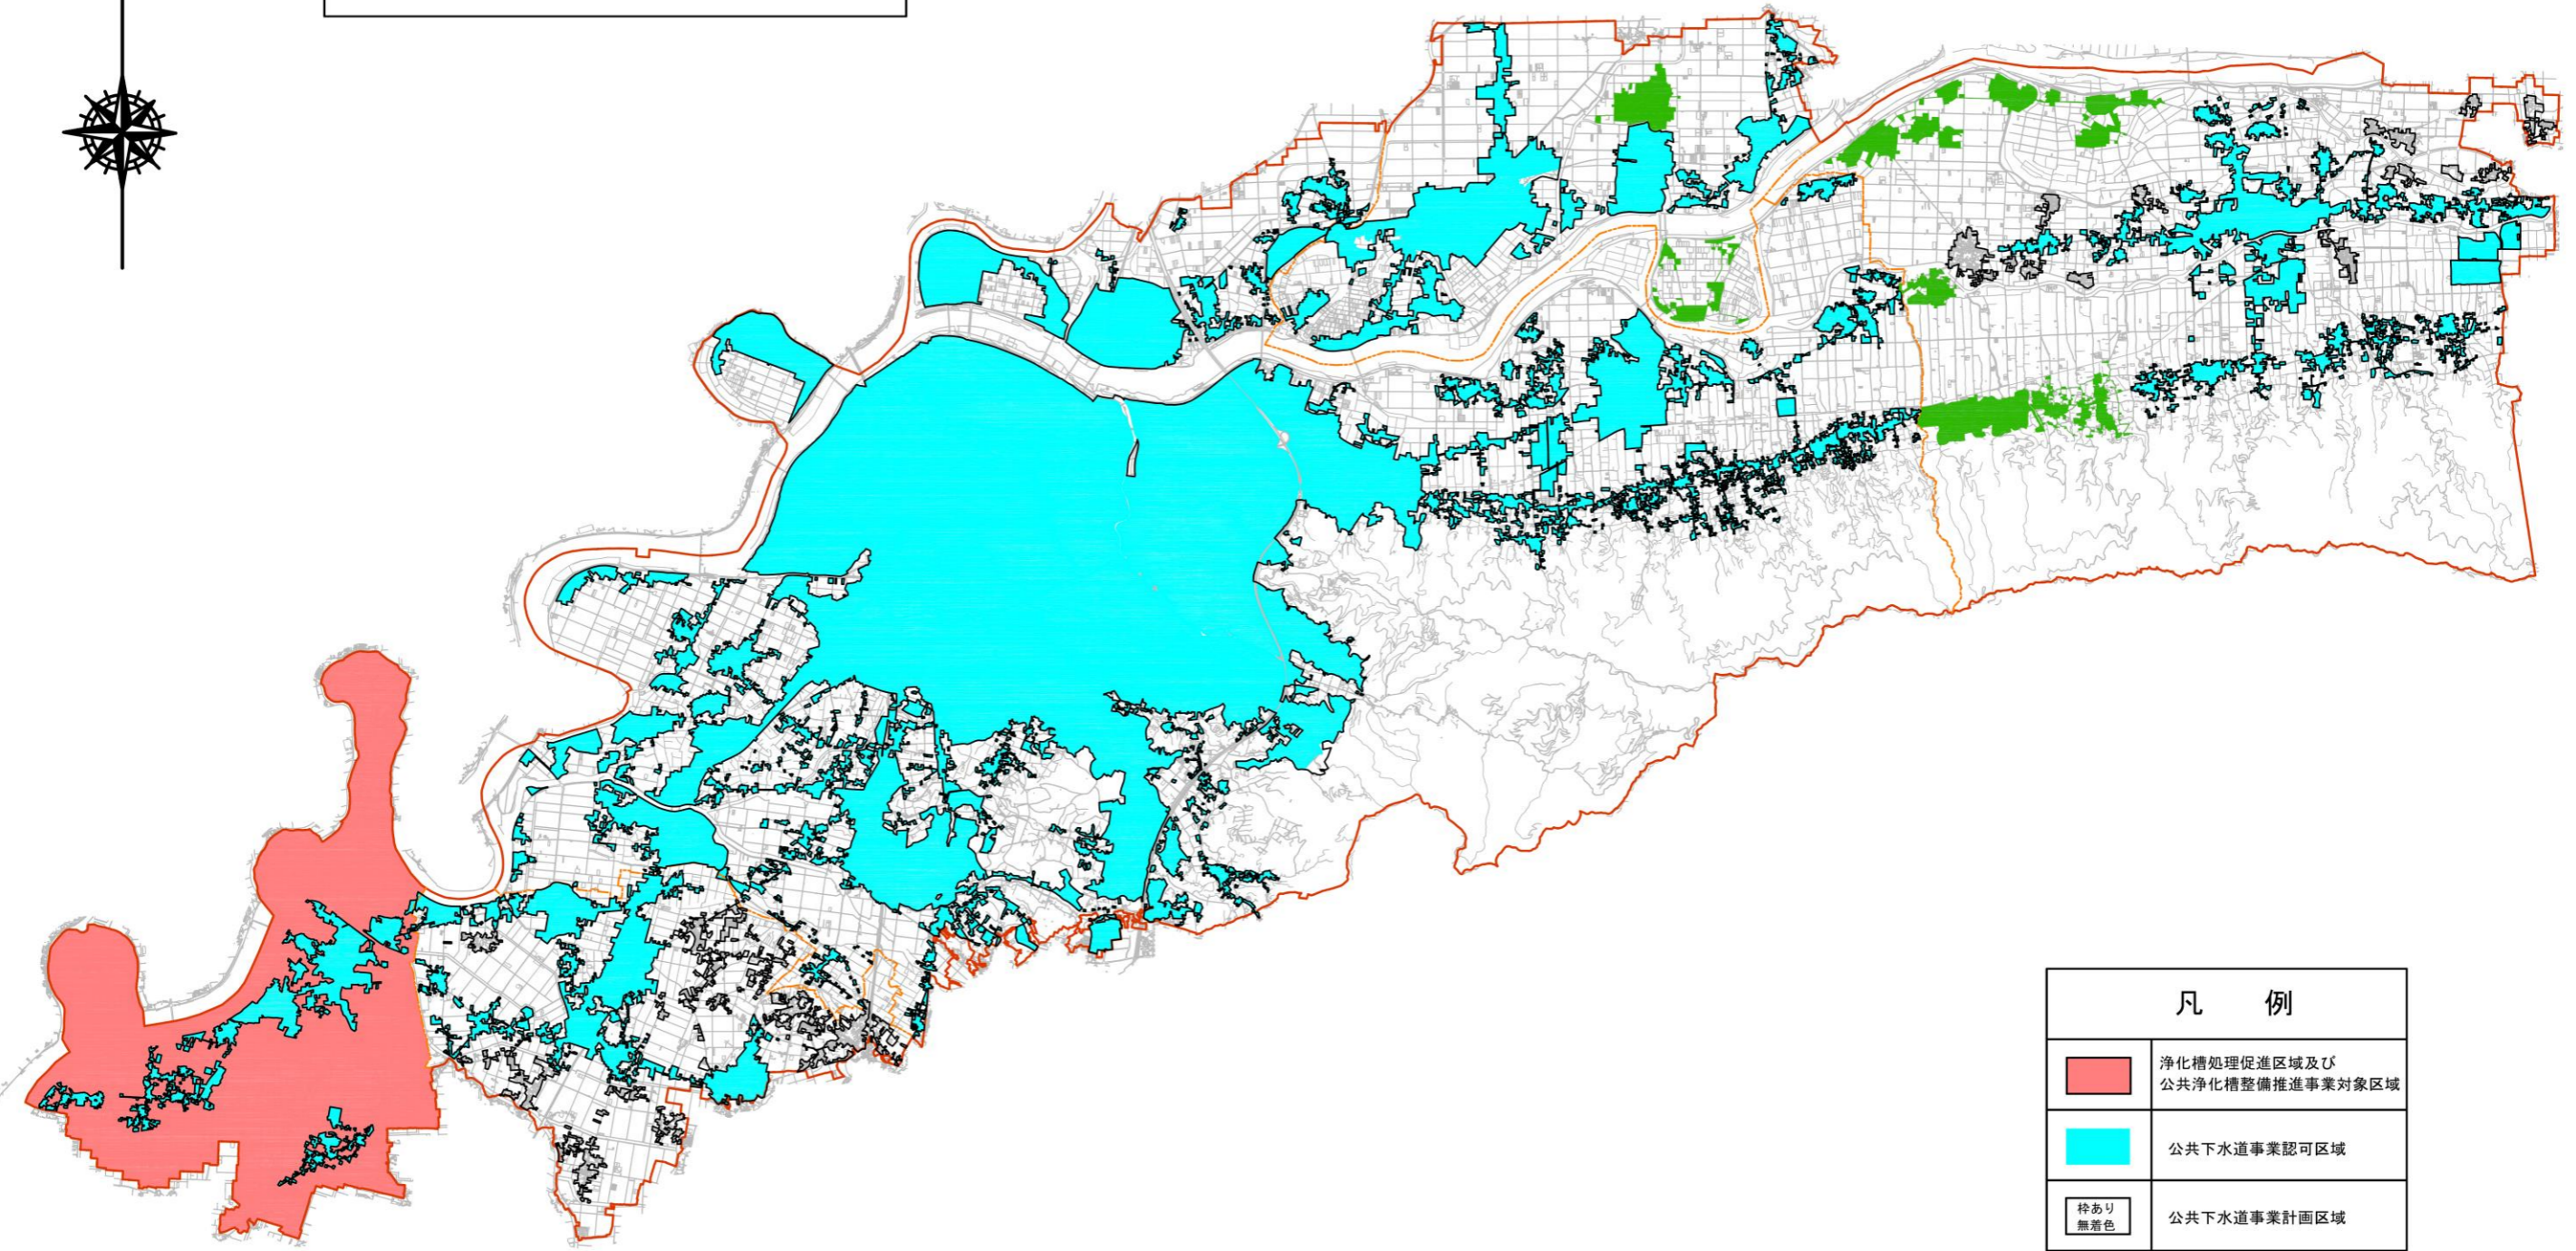 凡　例
浄化槽処理促進区域及び
公共浄化槽整備推進事業対象区域
公共下水道事業認可区域
枠あり
無着色
公共下水道事業計画区域